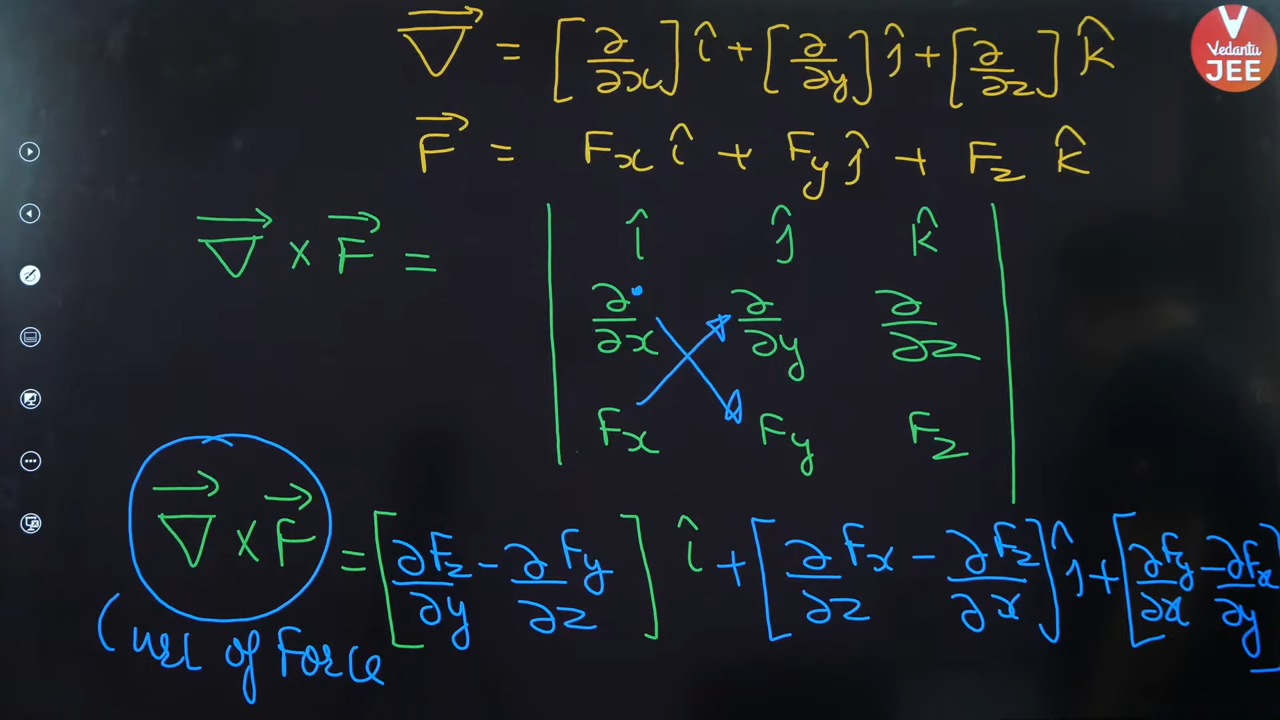 ∇⃗ = [∂/∂x] î + [∂/∂y] ĵ + [∂/∂z] k̂
Vedantu
JEE
F⃗ = Fx î + Fy ĵ + Fz k̂
∇⃗ × F⃗ = | î ĵ k̂ |
| ∂/∂x ∂/∂y ∂/∂z |
| Fx Fy Fz |
∇⃗ × F⃗ = [∂Fz/∂y - ∂Fy/∂z] î + [∂Fx/∂z - ∂Fz/∂x] ĵ + [∂Fy/∂x - ∂Fx/∂y]
Curl of Force